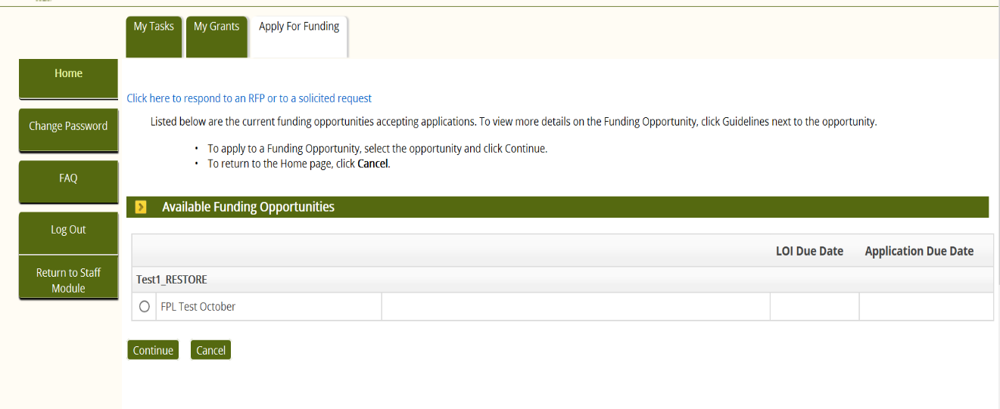 My Tasks
My Grants
Apply For Funding
Home
Change Password
FAQ
Log Out
Return to Staff
Module
Click here to respond to an RFP or to a solicited request
Listed below are the current funding opportunities accepting applications. To view more details on the Funding Opportunity, click Guidelines next to the opportunity.
• To apply to a Funding Opportunity, select the opportunity and click Continue.
• To return to the Home page, click Cancel.
Available Funding Opportunities
LOI Due Date Application Due Date
Test1_RESTORE
FPL Test October
Continue Cancel